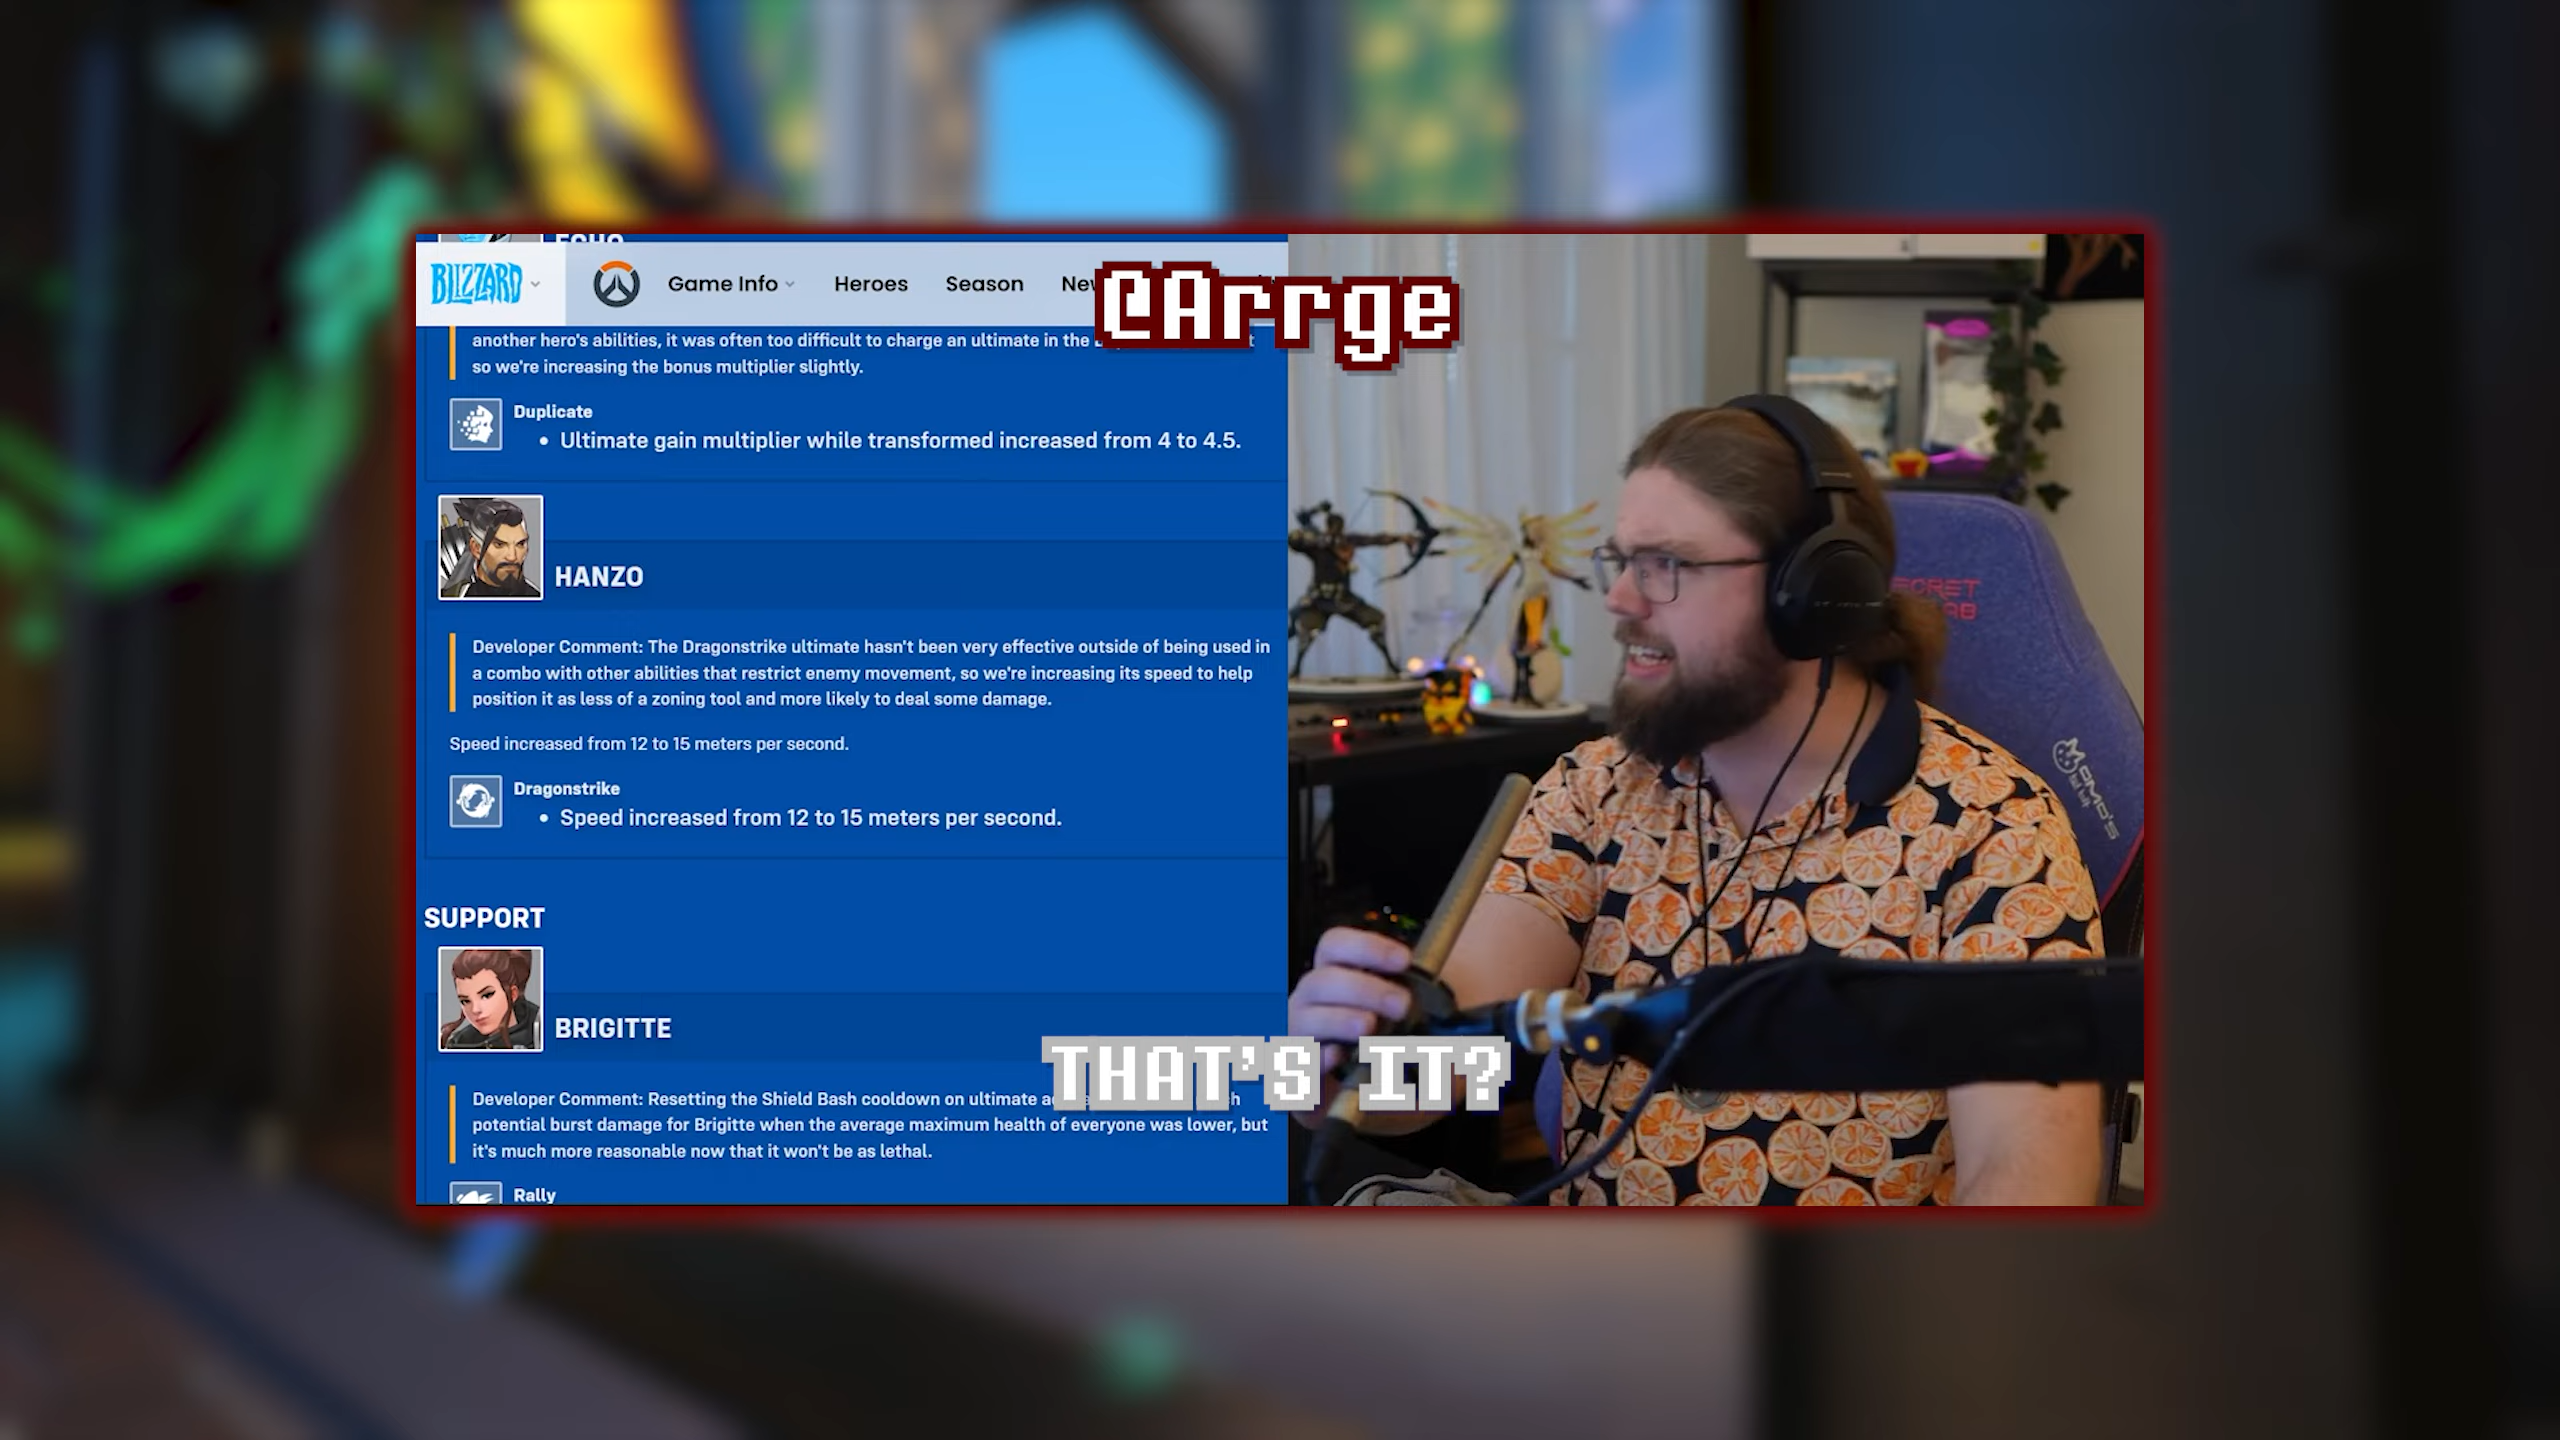 ECHO
BLIZZARD
Game Info
Heroes
Season
CArrge
another hero's abilities, it was often too difficult to charge an ultimate in the
so we're increasing the bonus multiplier slightly.
Duplicate
• Ultimate gain multiplier while transformed increased from 4 to 4.5.
HANZO
Developer Comment: The Dragonstrike ultimate hasn't been very effective outside of being used in
a combo with other abilities that restrict enemy movement, so we're increasing its speed to help
position it as less of a zoning tool and more likely to deal some damage.
Speed increased from 12 to 15 meters per second.
Dragonstrike
• Speed increased from 12 to 15 meters per second.
SUPPORT
BRIGITTE
THAT'S IT?
Developer Comment: Resetting the Shield Bash cooldown on ultimate
potential burst damage for Brigitte when the average maximum health of everyone was lower, but
it's much more reasonable now that it won't be as lethal.
Rally